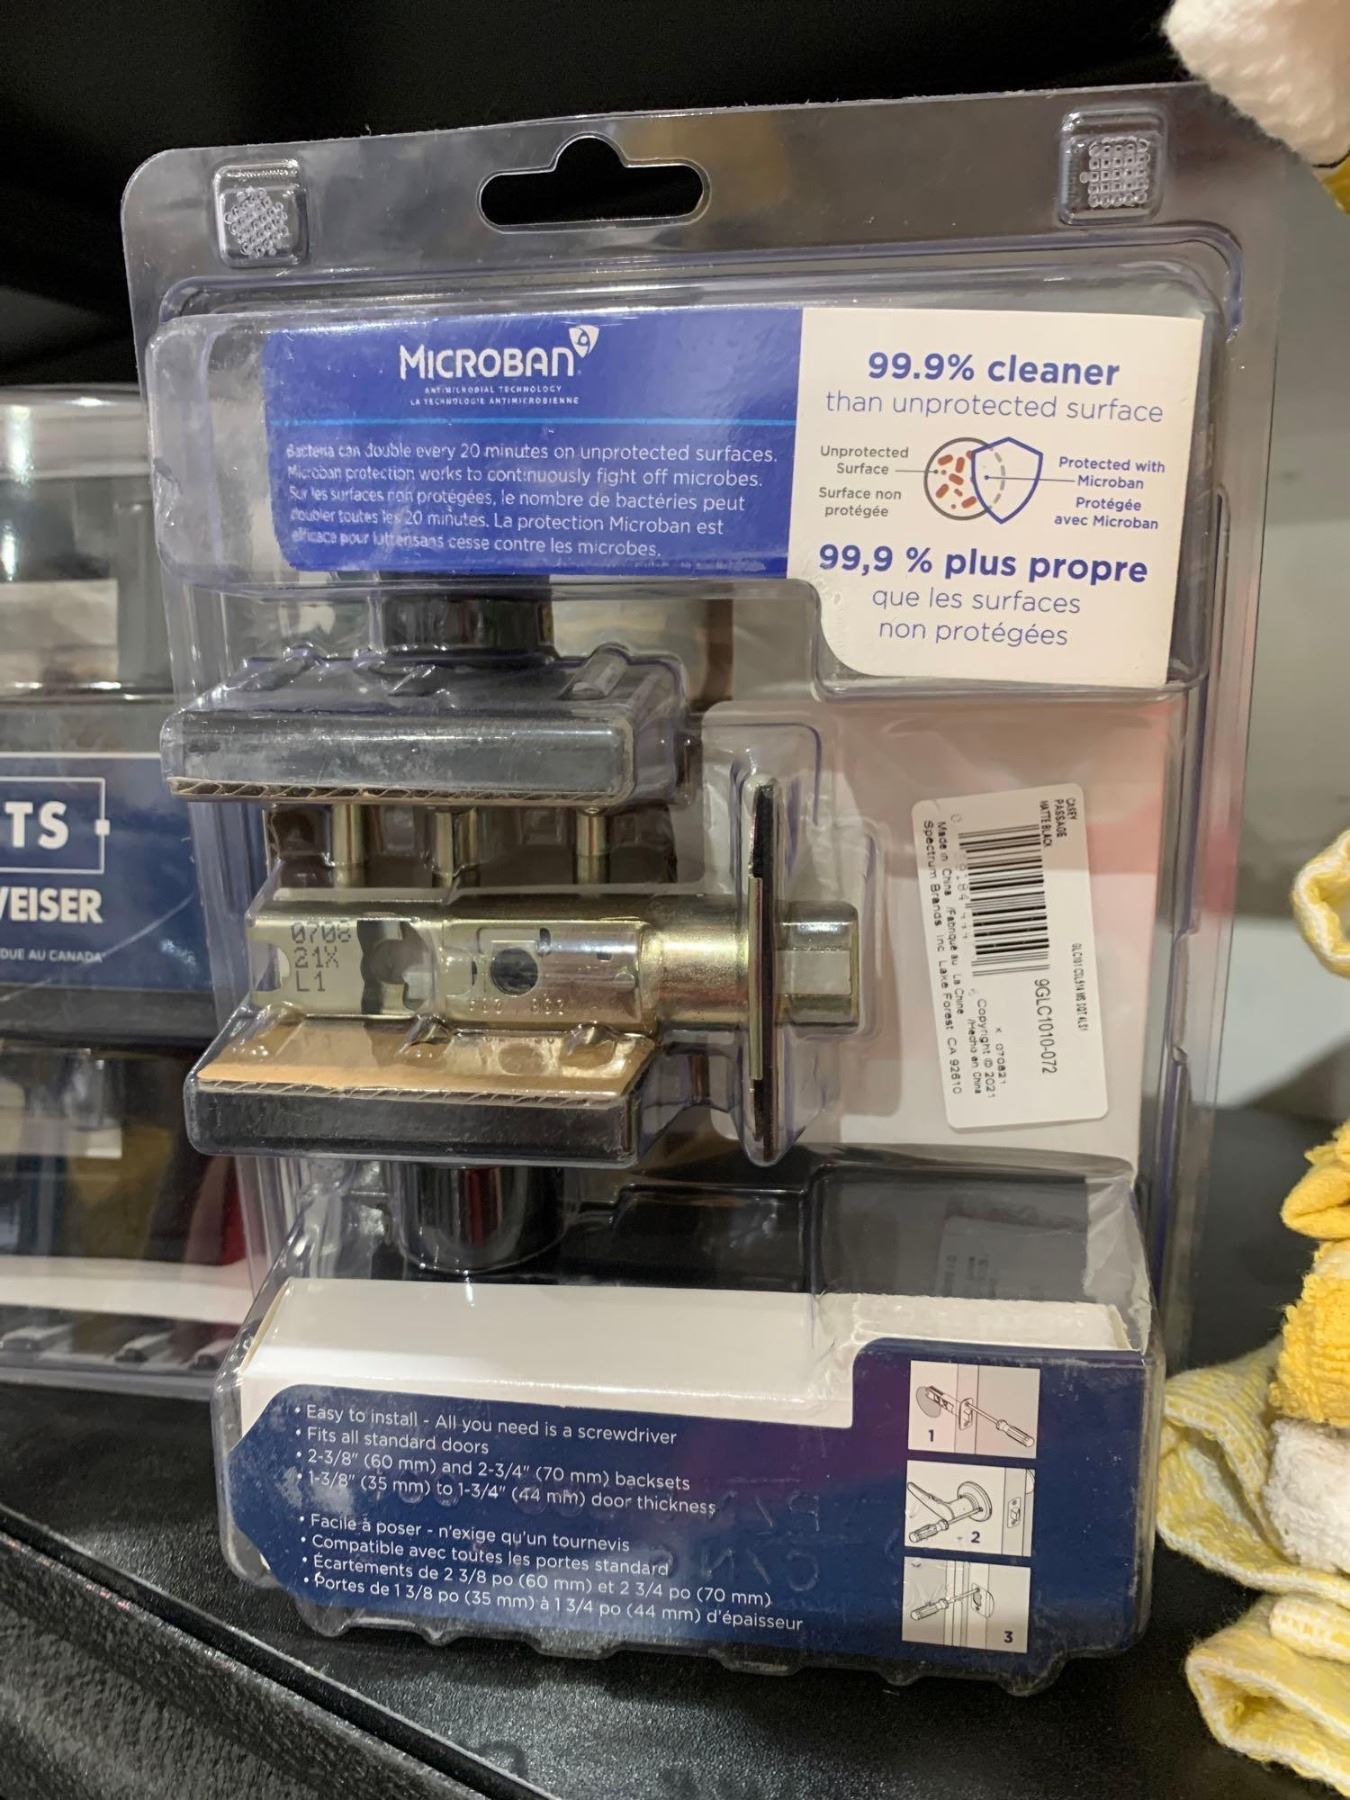 MICROBAN
ANTIMICROBIAL TECHNOLOGY
LA TECHNOLOGIE ANTIMICROBIENNE
Bacteria can double every 20 minutes on unprotected surfaces.
Microban protection works to continuously fight off microbes.
Sur les surfaces non protégées, le nombre de bactéries peut
doubler toutes les 20 minutes. La protection Microban est
efficace pour lutter sans cesse contre les microbes.
99.9% cleaner
than unprotected surface
Unprotected
Surface
Surface non
protégée
Protected with
Microban
Protégée
avec Microban
99,9 % plus propre
que les surfaces
non protégées
TS
WEISER
DUE AU CANADA
0708
21X
L1
CASEY
PASSAGE
MATTE BLACK
9GLC1010-072
x 070821
Copyright © 2021
Made in China /Fabriqué au La Chine /Hecho en China
Spectrum Brands, Inc Lake Forest, CA 92610
• Easy to install - All you need is a screwdriver
• Fits all standard doors
• 2-3/8" (60 mm) and 2-3/4" (70 mm) backsets
• 1-3/8" (35 mm) to 1-3/4" (44 mm) door thickness
• Facile à poser - n'exige qu'un tournevis
• Compatible avec toutes les portes standard
• Écartements de 2 3/8 po (60 mm) et 2 3/4 po (70 mm)
• Portes de 1 3/8 po (35 mm) à 1 3/4 po (44 mm) d'épaisseur
1
2
3